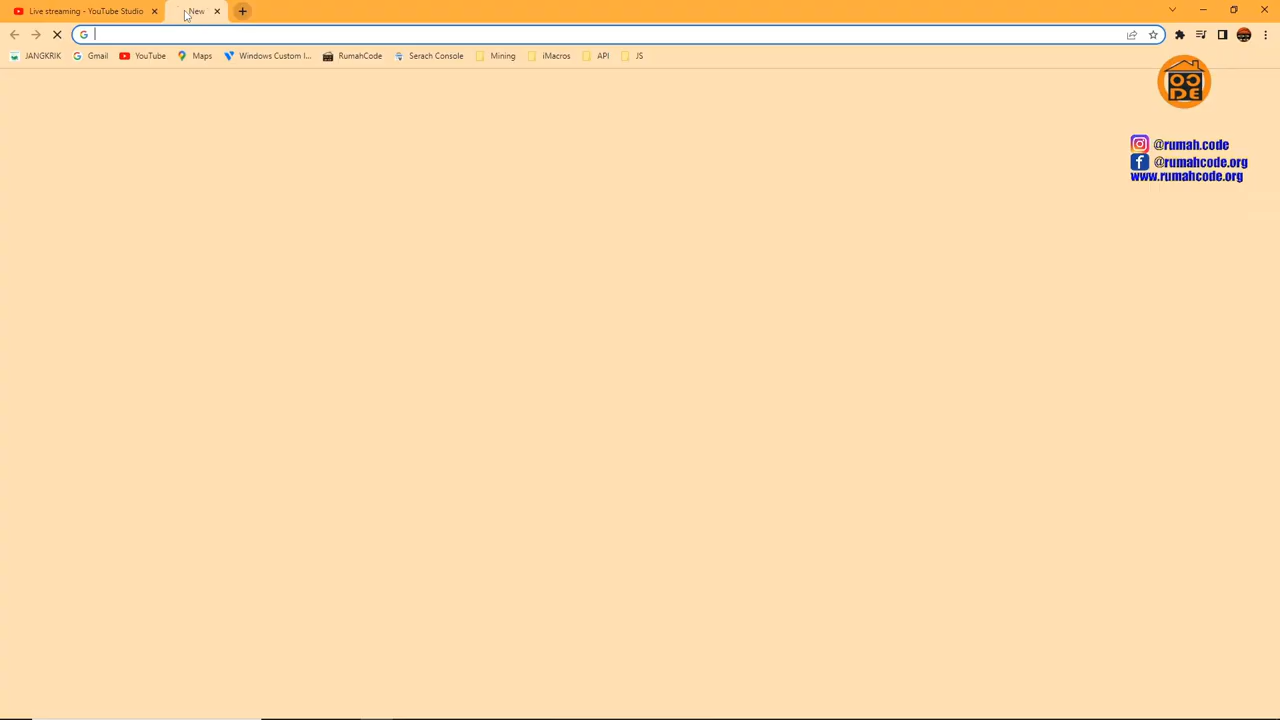 Live streaming - YouTube Studio
New
JANGKRIK
Gmail
YouTube
Maps
Windows Custom I...
RumahCode
Serach Console
Mining
iMacros
API
JS
CODE
@rumah.code
@rumahcode.org
www.rumahcode.org